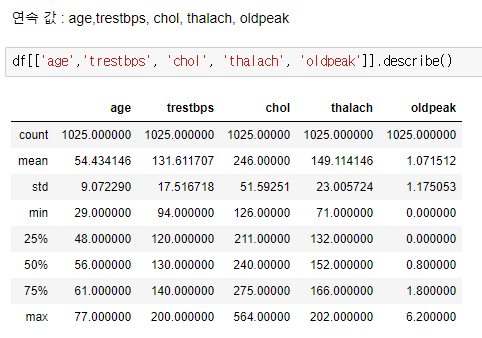 연속 값 : age,trestbps, chol, thalach, oldpeak
df[['age','trestbps', 'chol', 'thalach', 'oldpeak']].describe()
age trestbps chol thalach oldpeak
count 1025.000000 1025.000000 1025.00000 1025.000000 1025.000000
mean 54.434146 131.611707 246.00000 149.114146 1.071512
std 9.072290 17.516718 51.59251 23.005724 1.175053
min 29.000000 94.000000 126.00000 71.000000 0.000000
25% 48.000000 120.000000 211.00000 132.000000 0.000000
50% 56.000000 130.000000 240.00000 152.000000 0.800000
75% 61.000000 140.000000 275.00000 166.000000 1.800000
max 77.000000 200.000000 564.00000 202.000000 6.200000